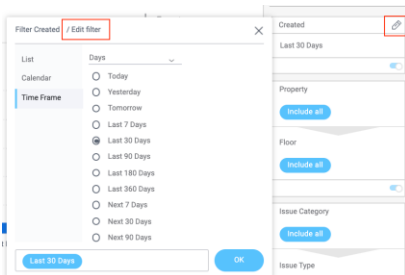 Filter Created / Edit filter
List
Calendar
Time Frame
Days
Today
Yesterday
Tomorrow
Last 7 Days
Last 30 Days
Last 90 Days
Last 180 Days
Last 360 Days
Next 7 Days
Next 30 Days
Next 90 Days
Last 30 Days
OK
Created
Last 30 Days
Property
Include all
Floor
Include all
Issue Category
Include all
Issue Type